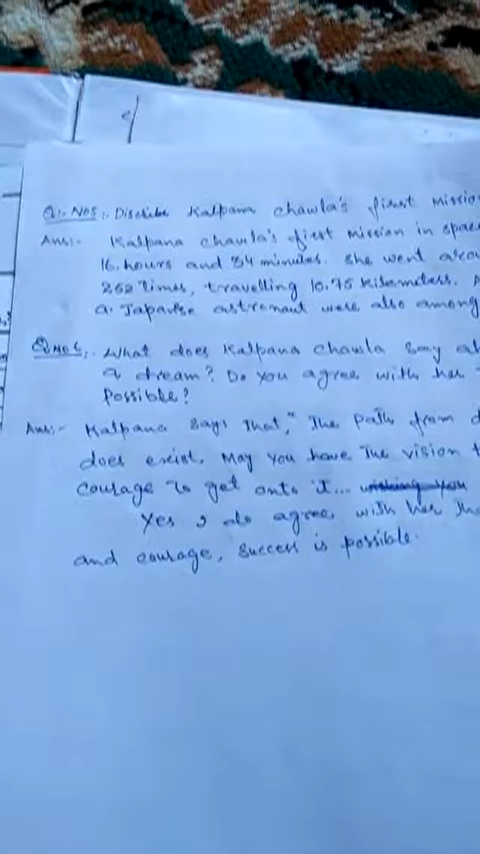 Q:- No5:- Discribe Kalpana Chawla's first missio
Ans:- Kalpana Chawla's first mission in space
16. hours and 34 minutes. She went arou
252 times, travelling 10.75 kilometers. A
a Japanese astronaut were also among
Q No6:- What does Kalpana Chawla say ab
a dream? Do you agree with her
Possible?
Ans:- Kalpana says that, "The path from d
does exist, May you have the vision t
courage to get onto it...
Yes I do agree with her tha
and courage, success is possible.